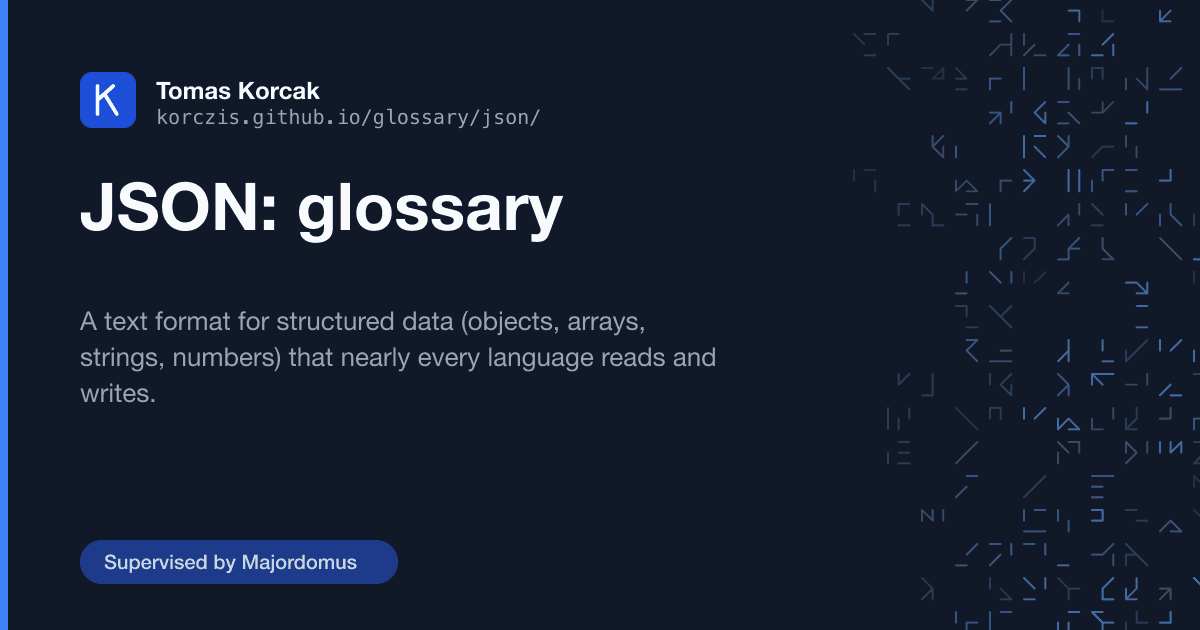 Tomas Korcak
korczis.github.io/glossary/json/
JSON: glossary
A text format for structured data (objects, arrays,
strings, numbers) that nearly every language reads and
writes.
Supervised by Majordomus